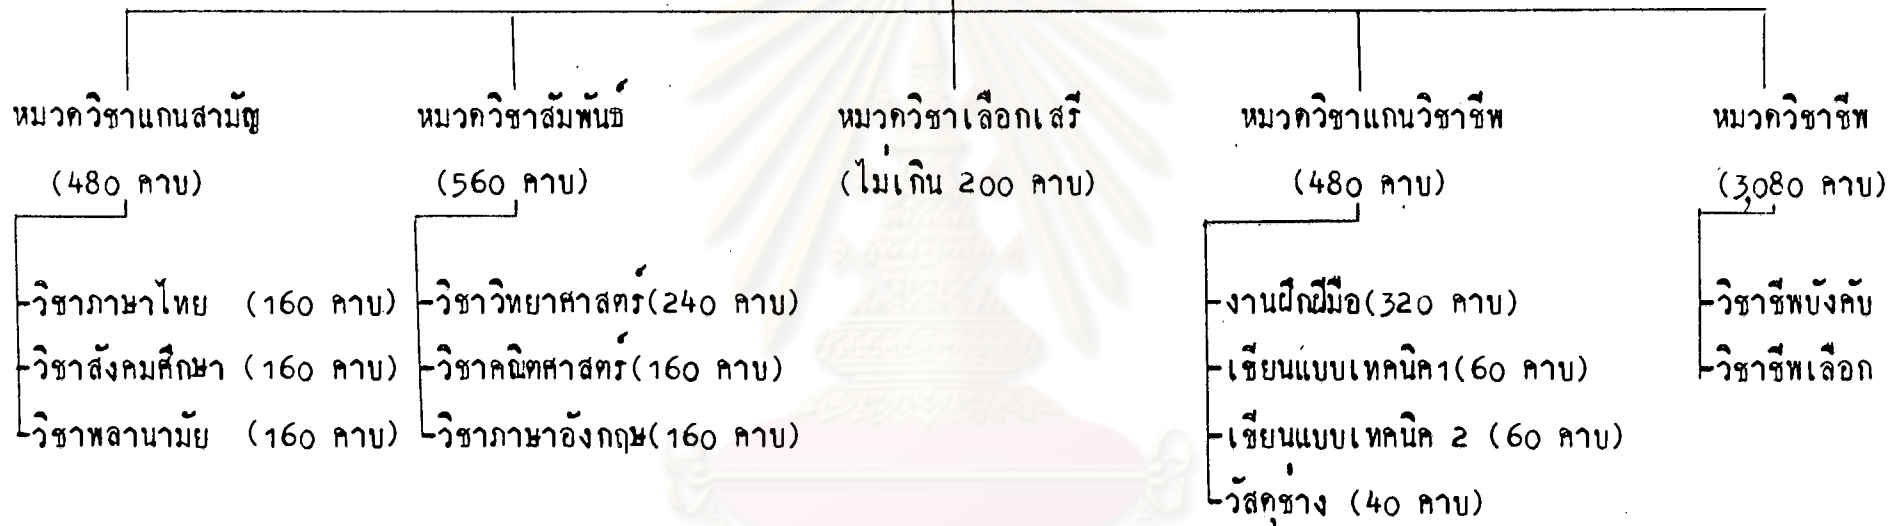 หมวดวิชาแกนสามัญ หมวดวิชาสัมพันธ์ หมวดวิชาเลือกเสรี หมวดวิชาแกนวิชาชีพ หมวดวิชาชีพ
(480 คาบ) (560 คาบ) (ไม่เกิน 200 คาบ) (480 คาบ) (3,080 คาบ)
-วิชาภาษาไทย (160 คาบ) -วิชาวิทยาศาสตร์(240 คาบ) -งานฝึกฝีมือ(320 คาบ) -วิชาชีพบังคับ
-วิชาสังคมศึกษา (160 คาบ) -วิชาคณิตศาสตร์(160 คาบ) -เขียนแบบเทคนิค1(60 คาบ) -วิชาชีพเลือก
-วิชาพลานามัย (160 คาบ) -วิชาภาษาอังกฤษ(160 คาบ) -เขียนแบบเทคนิค 2 (60 คาบ)
-วัสดุช่าง (40 คาบ)